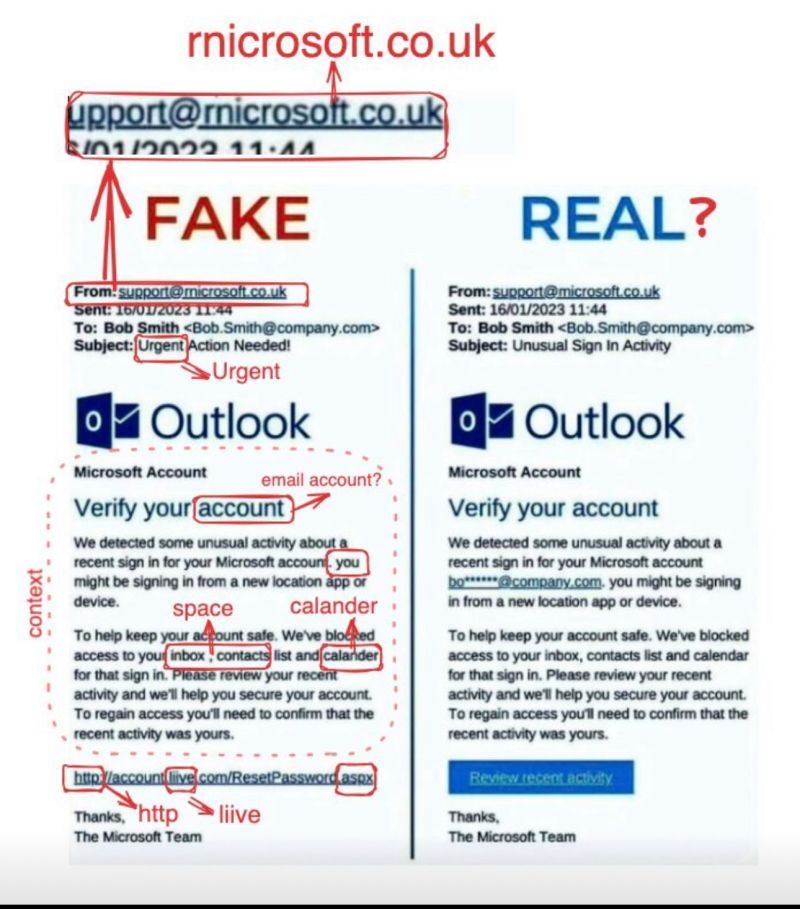 rnicrosoft.co.uk
upport@rnicrosoft.co.uk
/01/2023 11:44
FAKE
From: support@rnicrosoft.co.uk
Sent: 16/01/2023 11:44
To: Bob Smith <Bob.Smith@company.com>
Subject: Urgent Action Needed!
Urgent
Outlook
Microsoft Account
email account?
Verify your account
We detected some unusual activity about a
recent sign in for your Microsoft account. you
might be signing in from a new location app or
device.
context
space
calander
To help keep your account safe. We've blocked
access to your inbox , contacts list and calander
for that sign in. Please review your recent
activity and we'll help you secure your account.
To regain access you'll need to confirm that the
recent activity was yours.
http://account.liive.com/ResetPassword.aspx
http
liive
Thanks,
The Microsoft Team
REAL?
From: support@microsoft.co.uk
Sent: 16/01/2023 11:44
To: Bob Smith <Bob.Smith@company.com>
Subject: Unusual Sign In Activity
Outlook
Microsoft Account
Verify your account
We detected some unusual activity about a
recent sign in for your Microsoft account
bo******@company.com. you might be signing
in from a new location app or device.
To help keep your account safe. We've blocked
access to your inbox, contacts list and calendar
for that sign in. Please review your recent
activity and we'll help you secure your account.
To regain access you'll need to confirm that the
recent activity was yours.
Review recent activity
Thanks,
The Microsoft Team